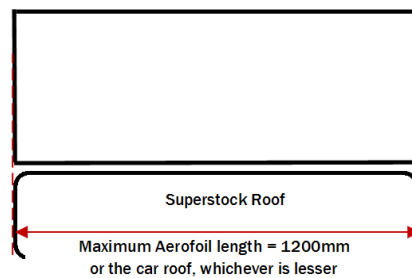 Superstock Roof
Maximum Aerofoil length = 1200mm
or the car roof, whichever is lesser